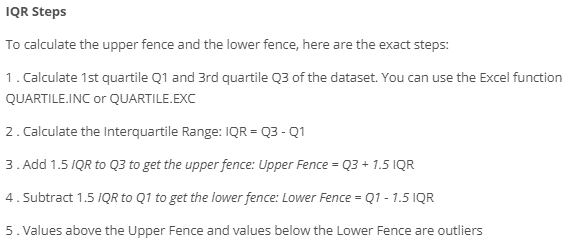 IQR Steps
To calculate the upper fence and the lower fence, here are the exact steps:
1 . Calculate 1st quartile Q1 and 3rd quartile Q3 of the dataset. You can use the Excel function
QUARTILE.INC or QUARTILE.EXC
2 . Calculate the Interquartile Range: IQR = Q3 - Q1
3 . Add 1.5 IQR to Q3 to get the upper fence: Upper Fence = Q3 + 1.5 IQR
4 . Subtract 1.5 IQR to Q1 to get the lower fence: Lower Fence = Q1 - 1.5 IQR
5 . Values above the Upper Fence and values below the Lower Fence are outliers